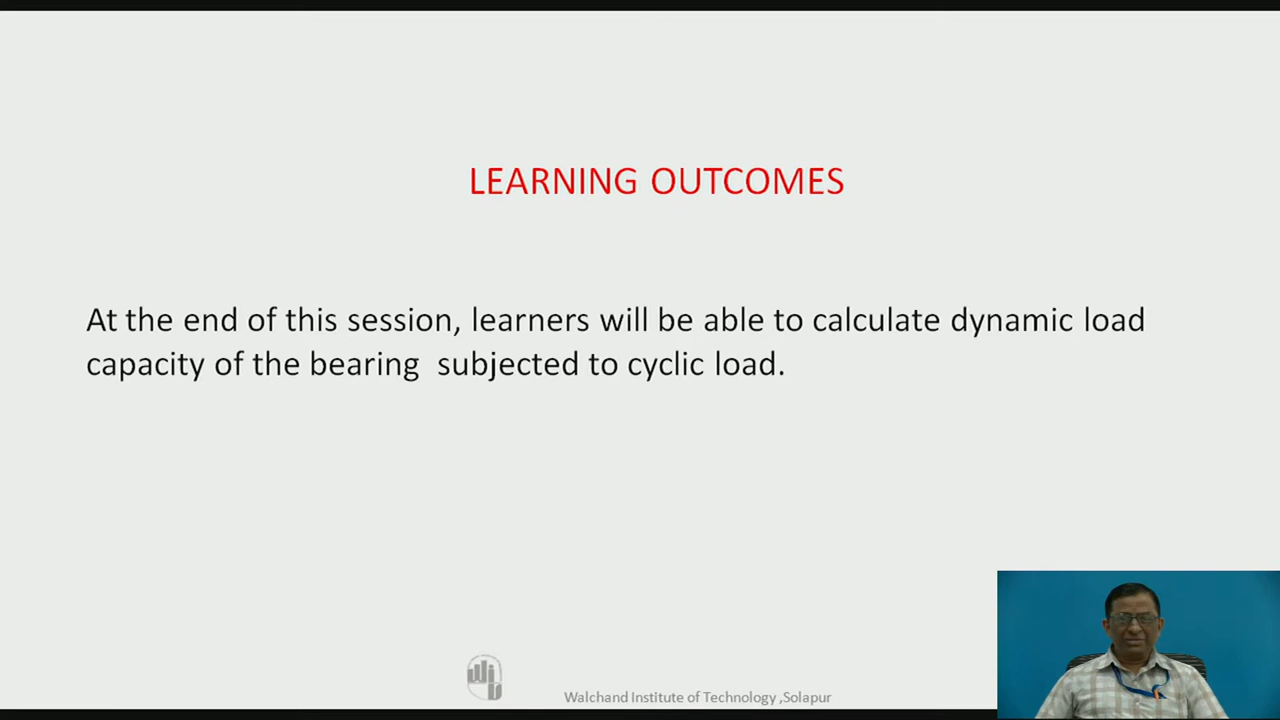 LEARNING OUTCOMES
At the end of this session, learners will be able to calculate dynamic load
capacity of the bearing subjected to cyclic load.
Walchand Institute of Technology ,Solapur